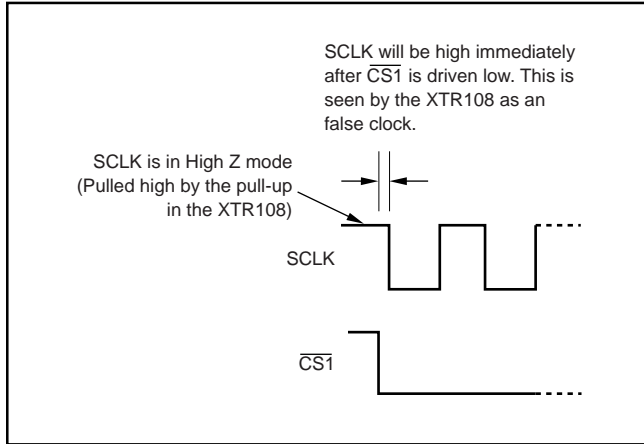 SCLK will be high immediately
after CS1 is driven low. This is
seen by the XTR108 as an
false clock.
SCLK is in High Z mode
(Pulled high by the pull-up
in the XTR108)
SCLK
CS1